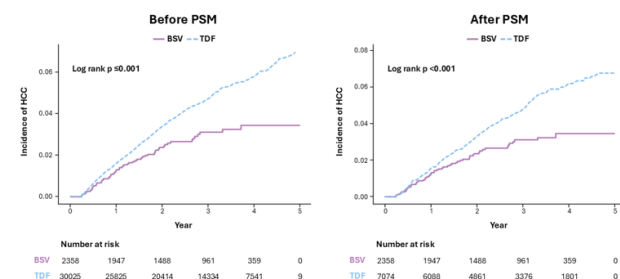 Before PSM
BSV TDF
Log rank p ≤0.001
Incidence of HCC
0.06
0.04
0.02
0.00
0 1 2 3 4 5
Year
Number at risk
BSV 2358 1947 1488 961 359 0
TDF 30025 25825 20414 14334 7541 9
After PSM
BSV TDF
Log rank p <0.001
Incidence of HCC
0.08
0.06
0.04
0.02
0.00
0 1 2 3 4 5
Year
Number at risk
BSV 2358 1947 1488 961 359 0
TDF 7074 6088 4861 3376 1801 0